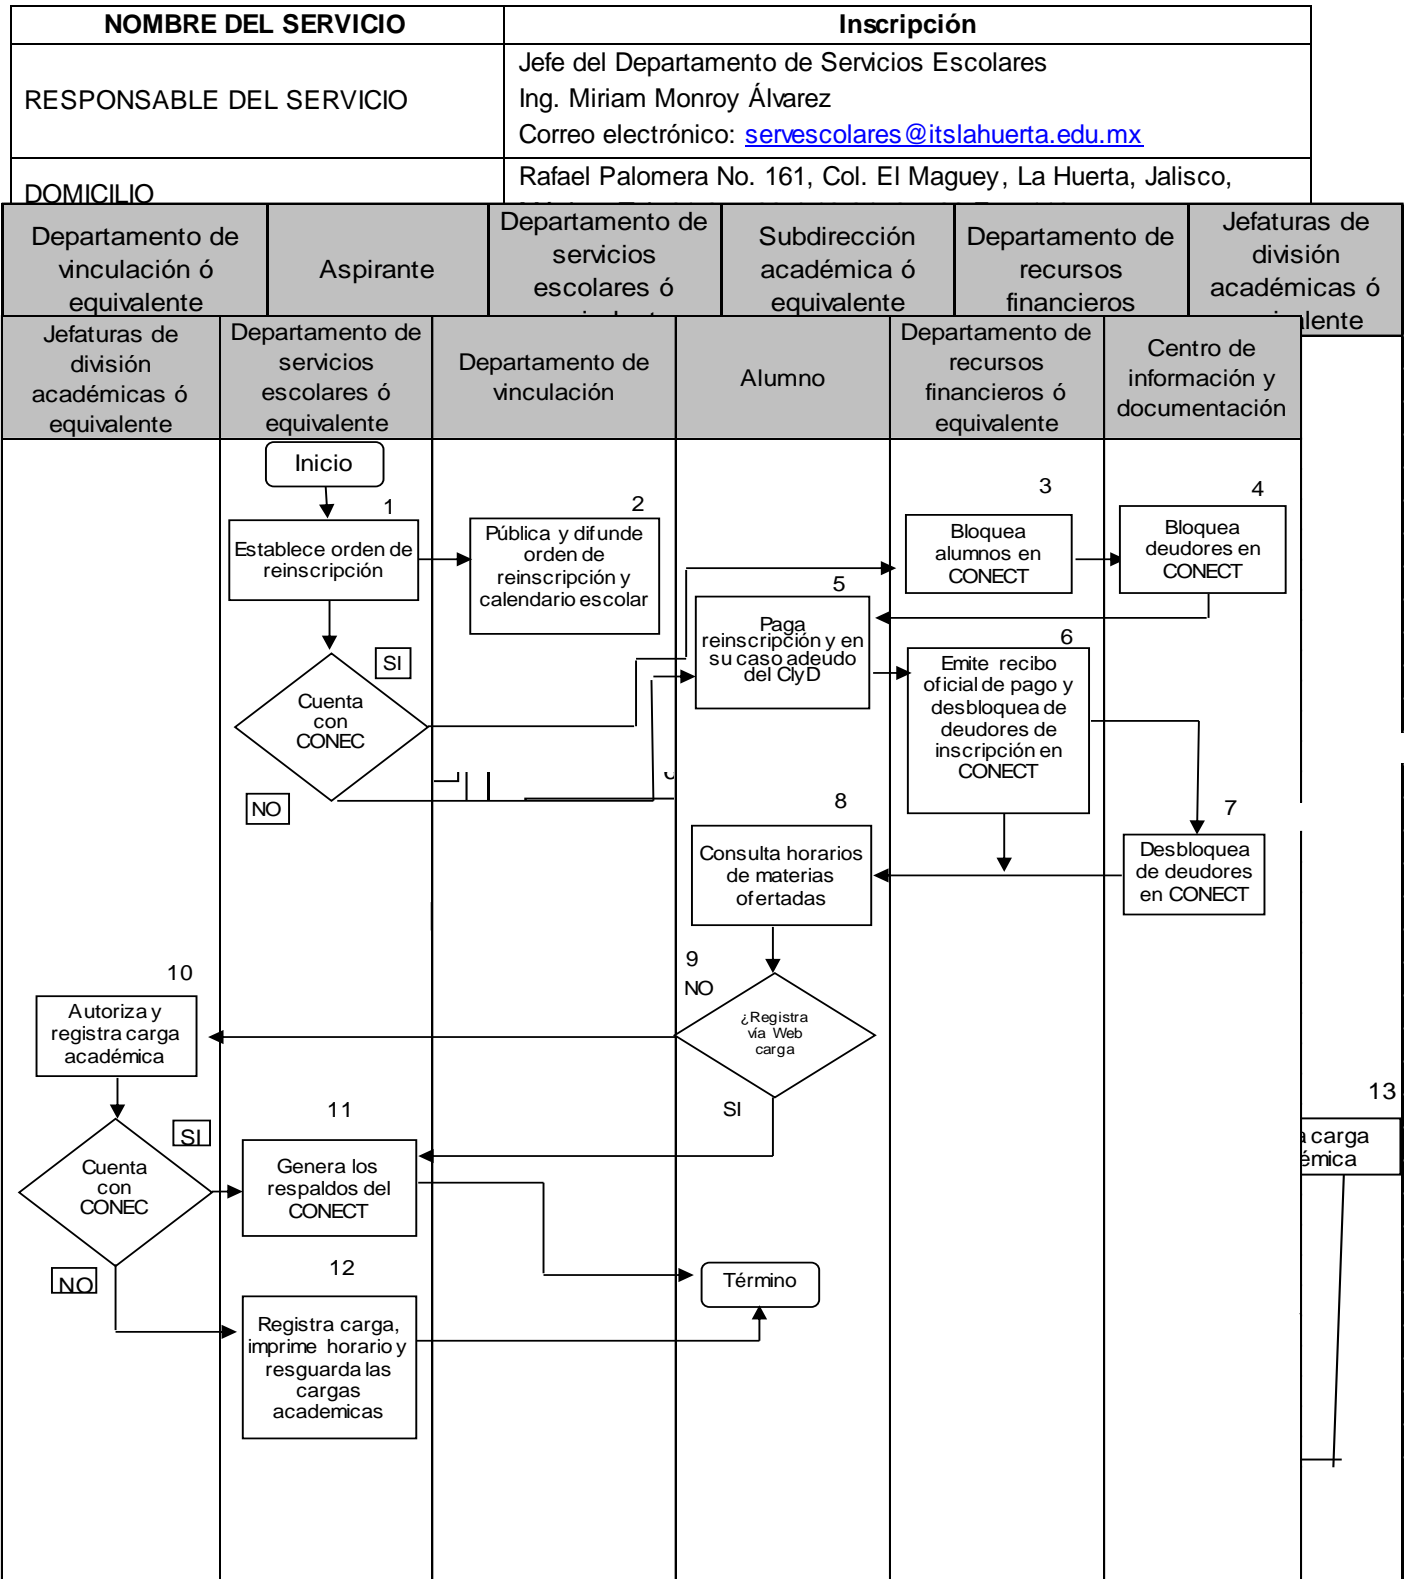 NOMBRE DEL SERVICIO
Inscripción
RESPONSABLE DEL SERVICIO
Jefe del Departamento de Servicios Escolares
Ing. Miriam Monroy Álvarez
Correo electrónico: servescolares@itslahuerta.edu.mx
DOMICILIO
Rafael Palomera No. 161, Col. El Maguey, La Huerta, Jalisco,
Departamento de
vinculación ó
equivalente
Aspirante
Departamento de
servicios
escolares ó
Subdirección
académica ó
equivalente
Departamento de
recursos
financieros
Jefaturas de
división
académicas ó
lente
Jefaturas de
división
académicas ó
equivalente
Departamento de
servicios
escolares ó
equivalente
Departamento de
vinculación
Alumno
Departamento de
recursos
financieros ó
equivalente
Centro de
información y
documentación
Inicio
1
Establece orden de
reinscripción
2
Pública y difunde
orden de
reinscripción y
calendario escolar
3
Bloquea
alumnos en
CONECT
4
Bloquea
deudores en
CONECT
5
Paga
reinscripción y en
su caso adeudo
del CIyD
SI
Cuenta
con
CONEC
NO
6
Emite recibo
oficial de pago y
desbloquea de
deudores de
inscripción en
CONECT
7
Desbloquea
de deudores
en CONECT
8
Consulta horarios
de materias
ofertadas
9
NO
¿Registra
vía Web
carga
SI
10
Autoriza y
registra carga
académica
SI
Cuenta
con
CONEC
NO
11
Genera los
respaldos del
CONECT
12
Registra carga,
imprime horario y
resguarda las
cargas
academicas
Término
13
a carga
émica